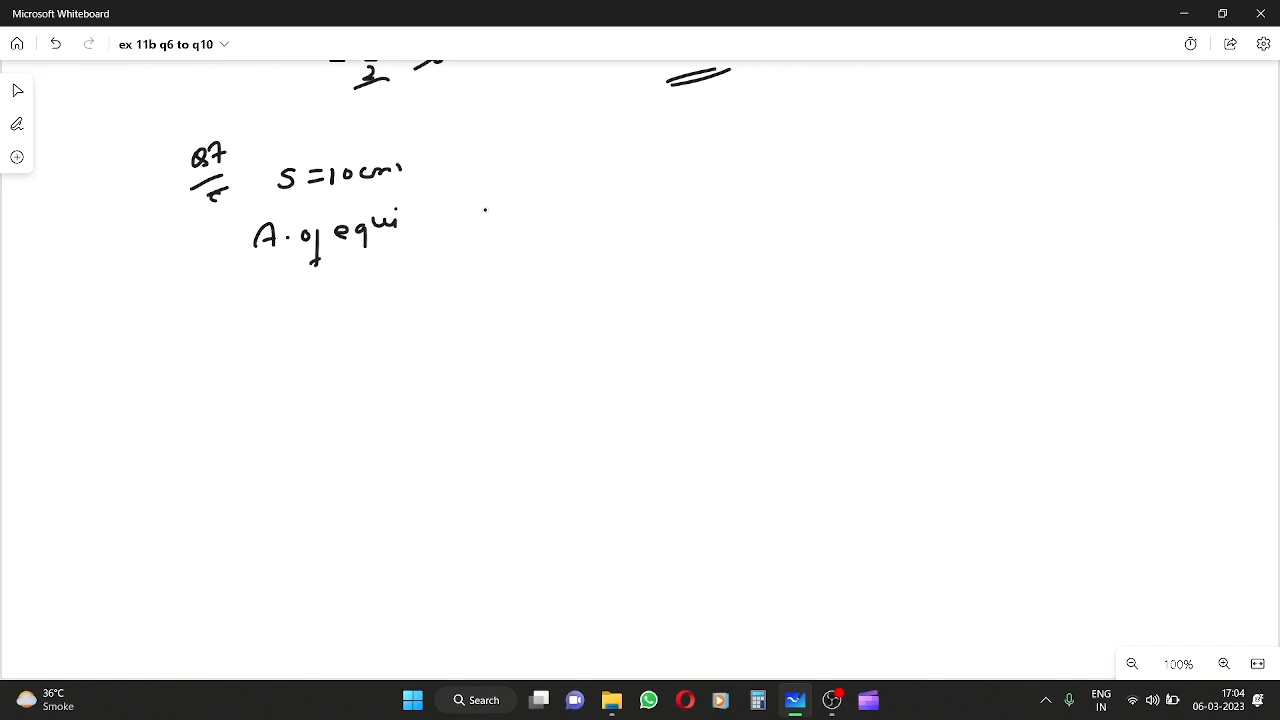 Microsoft Whiteboard
ex 11b q6 to q10
2
Q7
S = 10 cm
A. of equi
100%
36°C
Smoke
Search
ENG
IN
17:04
06-03-2023